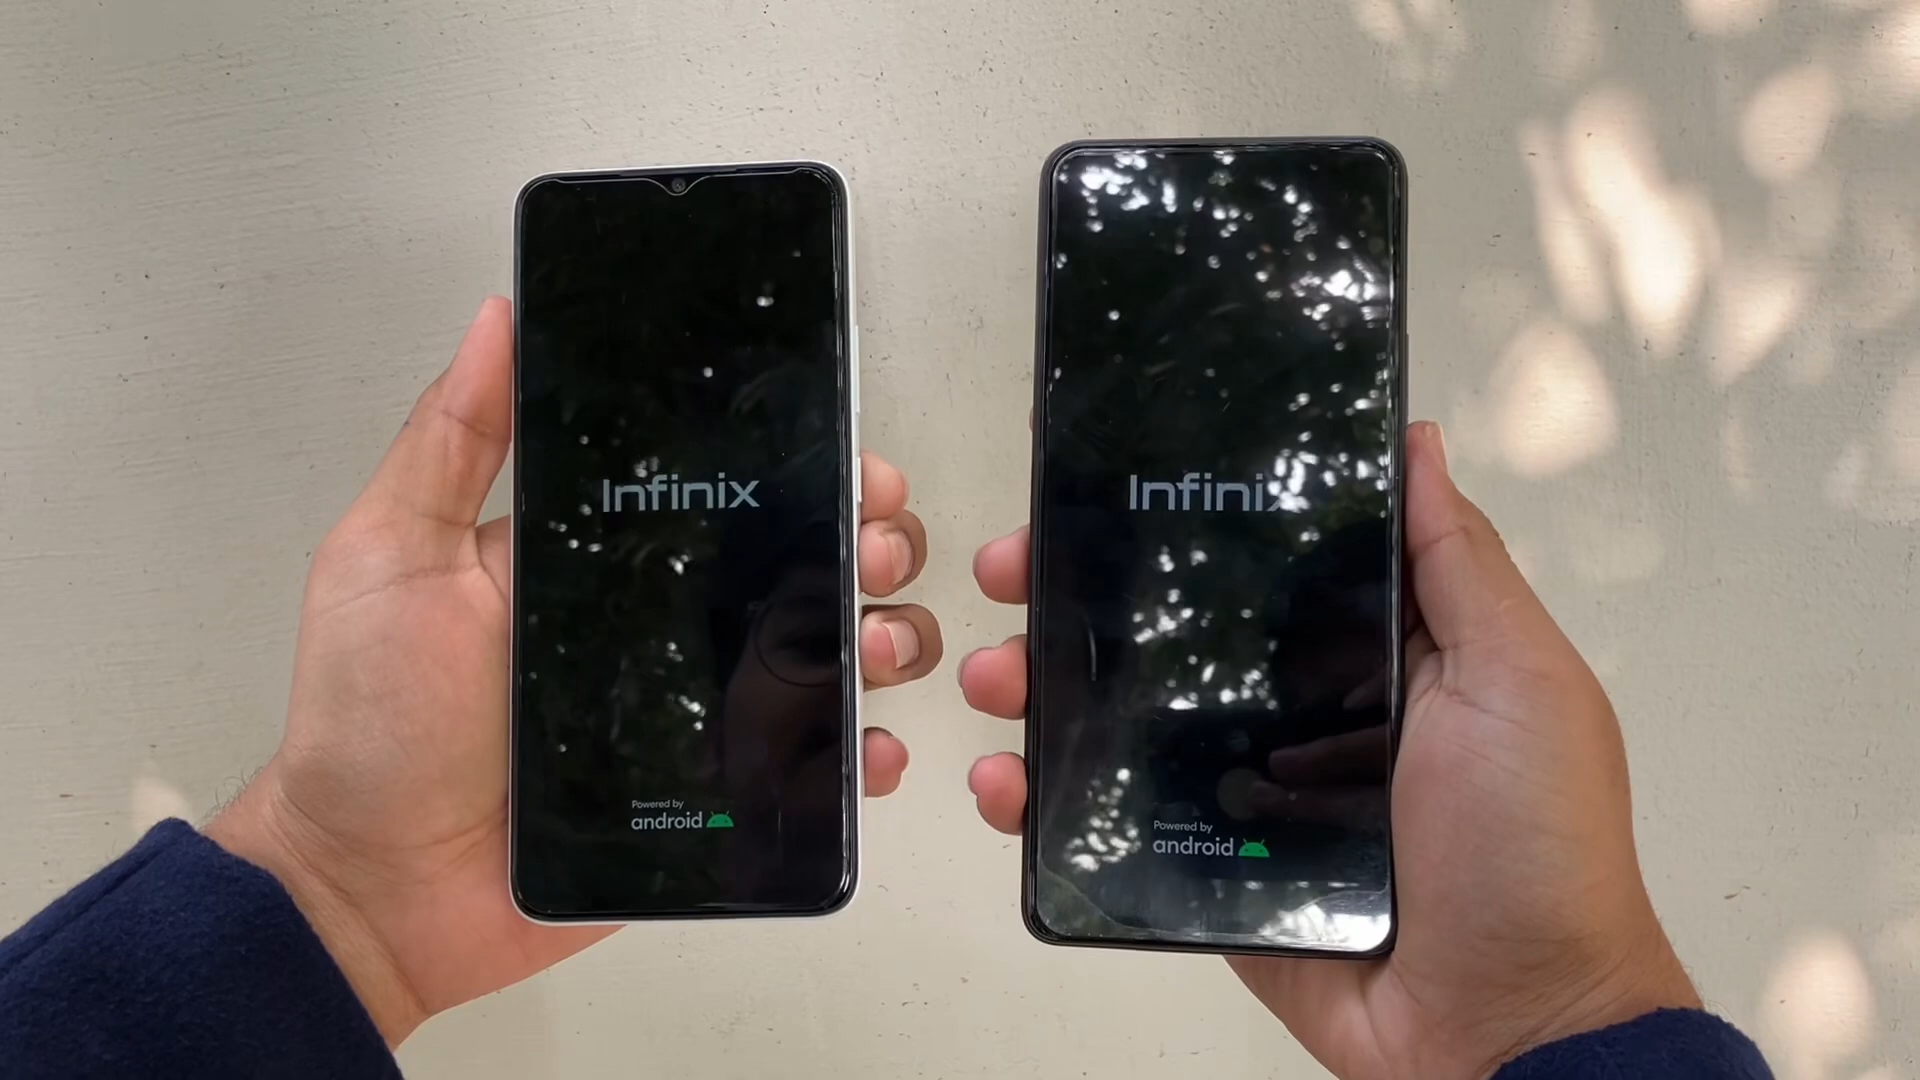 Infinix
Powered by
android
Infinix
Powered by
android